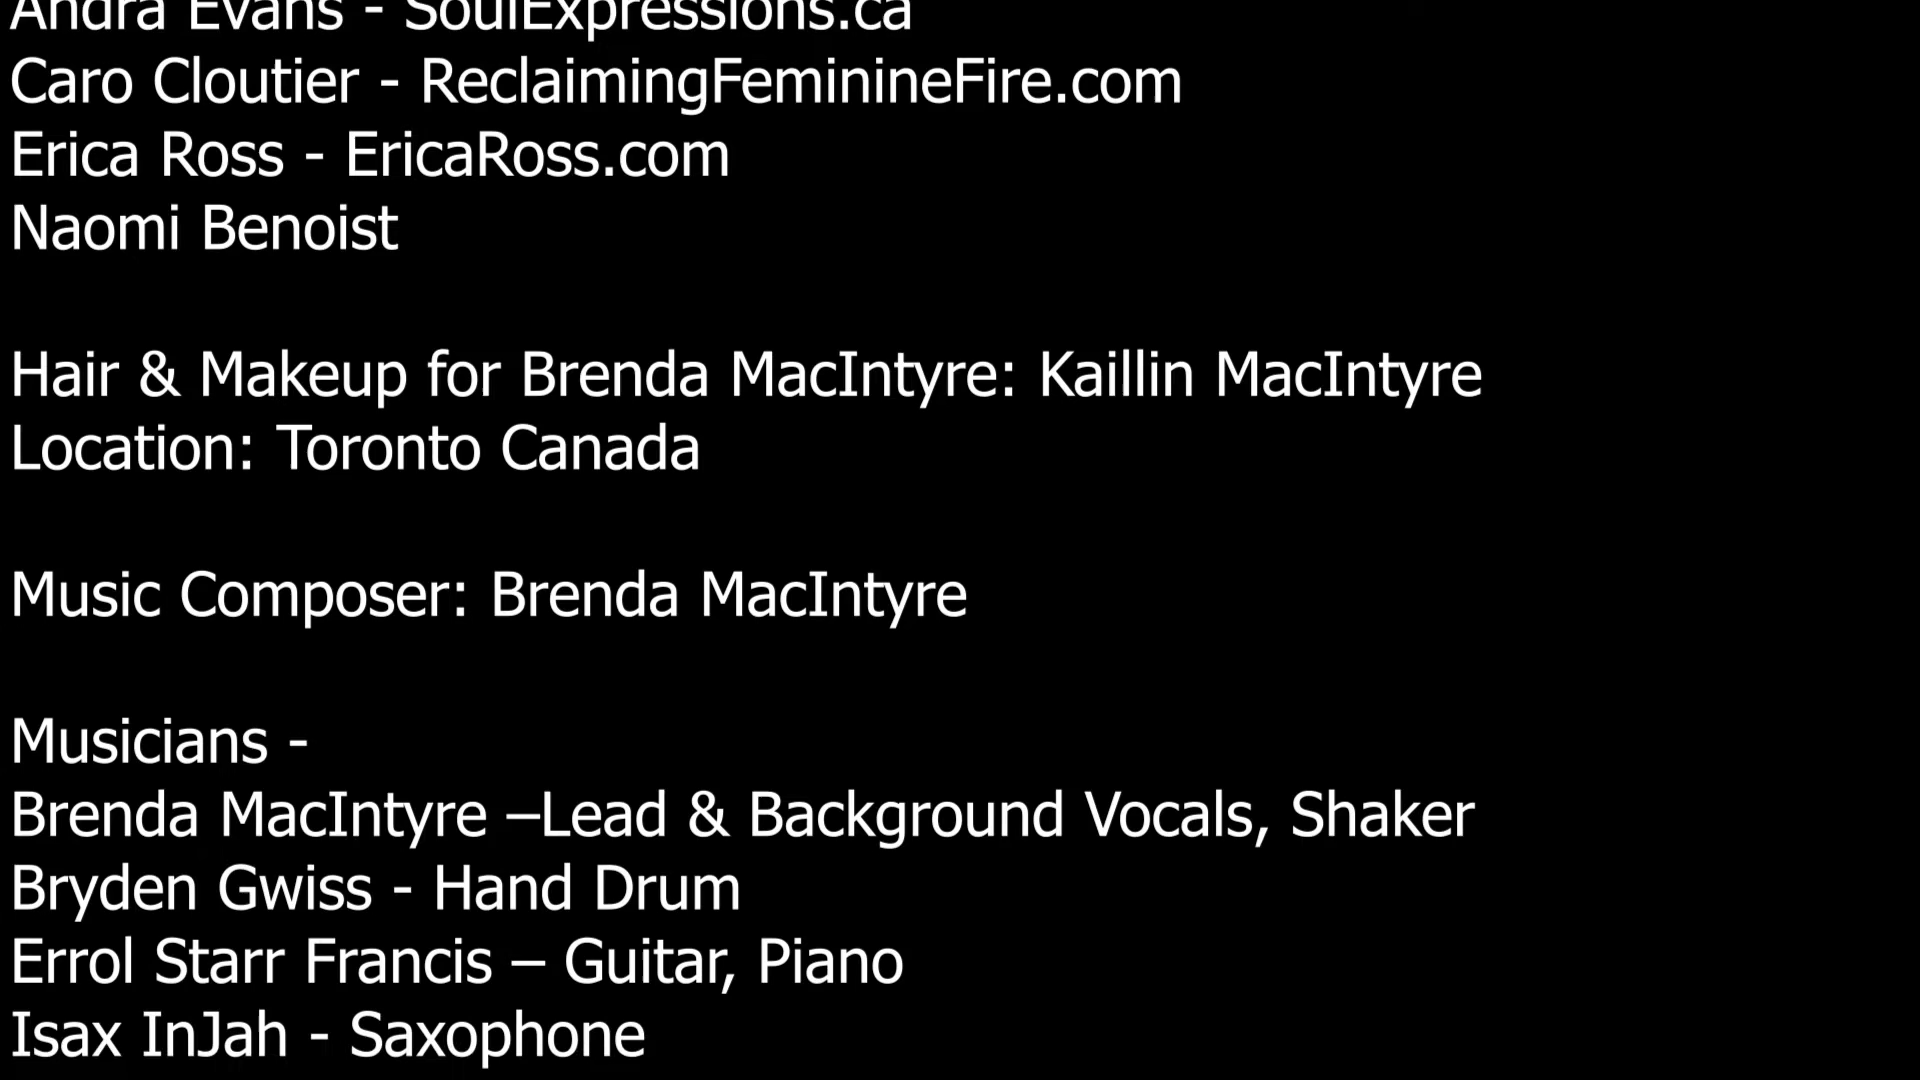 Andra Evans - SoulExpressions.ca
Caro Cloutier - ReclaimingFeminineFire.com
Erica Ross - EricaRoss.com
Naomi Benoist
Hair & Makeup for Brenda MacIntyre: Kaillin MacIntyre
Location: Toronto Canada
Music Composer: Brenda MacIntyre
Musicians -
Brenda MacIntyre –Lead & Background Vocals, Shaker
Bryden Gwiss - Hand Drum
Errol Starr Francis – Guitar, Piano
Isax InJah - Saxophone